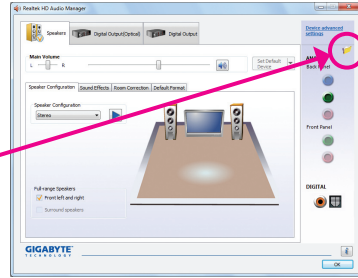 Realtek HD Audio Manager
Speakers
Digital Output(Optical)
Digital Output
Device advanced settings
Main Volume
L
R
Set Default Device
Back Panel
Speaker Configuration
Sound Effects
Room Correction
Default Format
Speaker Configuration
Stereo
Front Panel
Full-range Speakers
Front left and right
Surround speakers
DIGITAL
GIGABYTE
TECHNOLOGY
OK